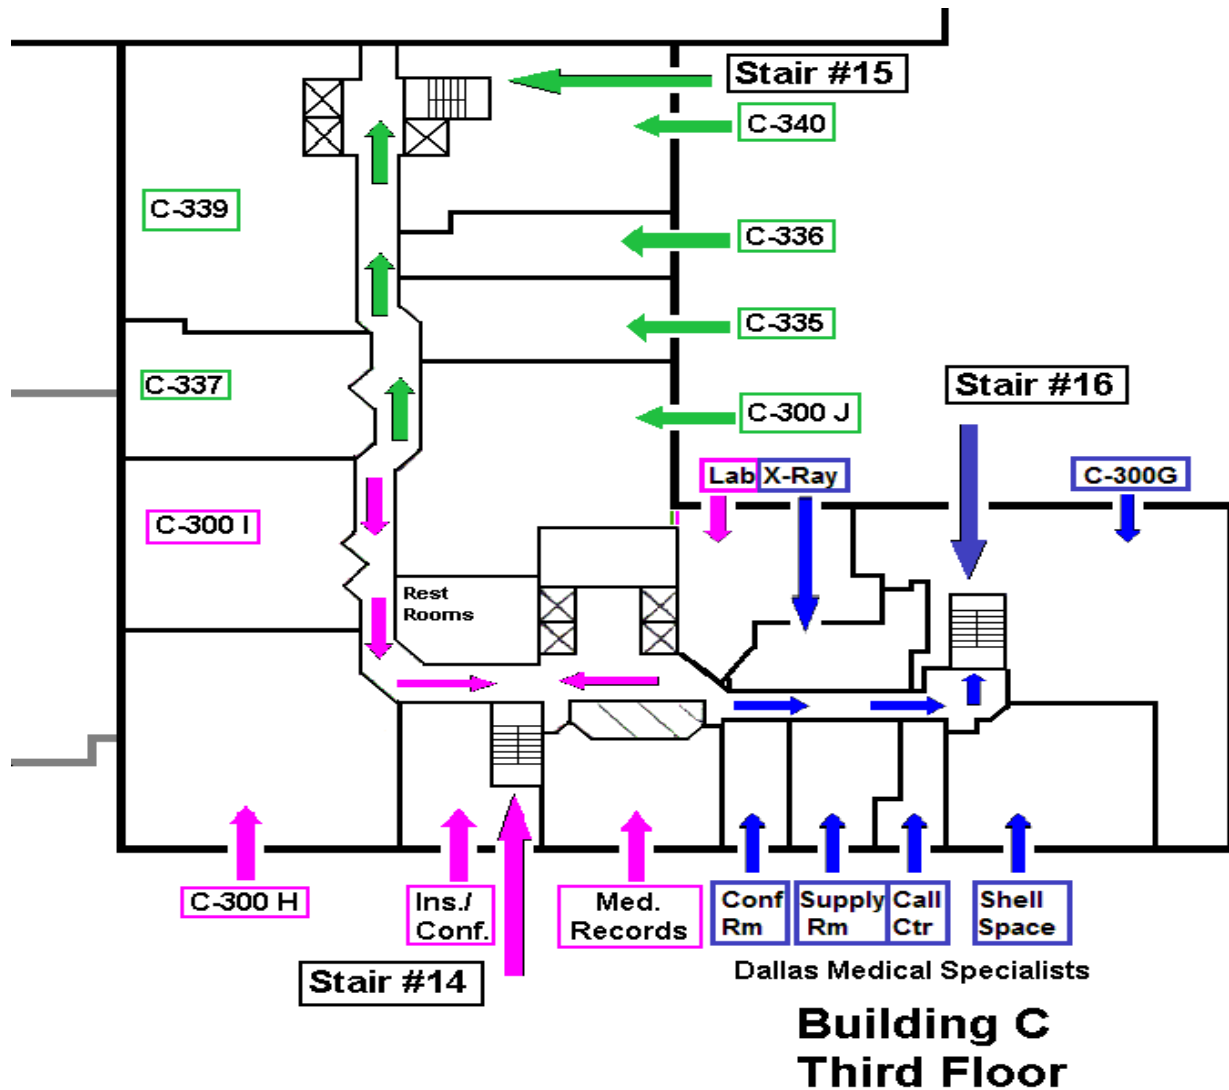 Stair #15
C-340
C-339
C-336
C-335
C-337
Stair #16
C-300 J
Lab
X-Ray
C-300G
C-300 I
Rest
Rooms
C-300 H
Ins./
Conf.
Med.
Records
Conf
Rm
Supply
Rm
Call
Ctr
Shell
Space
Stair #14
Dallas Medical Specialists
Building C
Third Floor